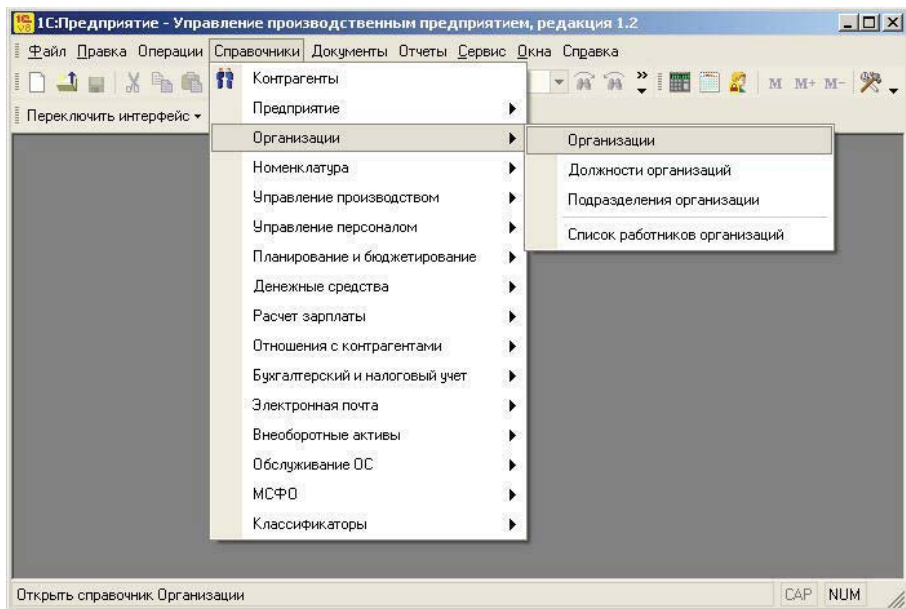 1С:Предприятие - Управление производственным предприятием, редакция 1.2
Файл Правка Операции Справочники Документы Отчеты Сервис Окна Справка
M M+ M-
Переключить интерфейс
Контрагенты
Предприятие
Организации
Номенклатура
Управление производством
Управление персоналом
Планирование и бюджетирование
Денежные средства
Расчет зарплаты
Отношения с контрагентами
Бухгалтерский и налоговый учет
Электронная почта
Внеоборотные активы
Обслуживание ОС
МСФО
Классификаторы
Организации
Должности организаций
Подразделения организации
Список работников организаций
Открыть справочник Организации
CAP NUM